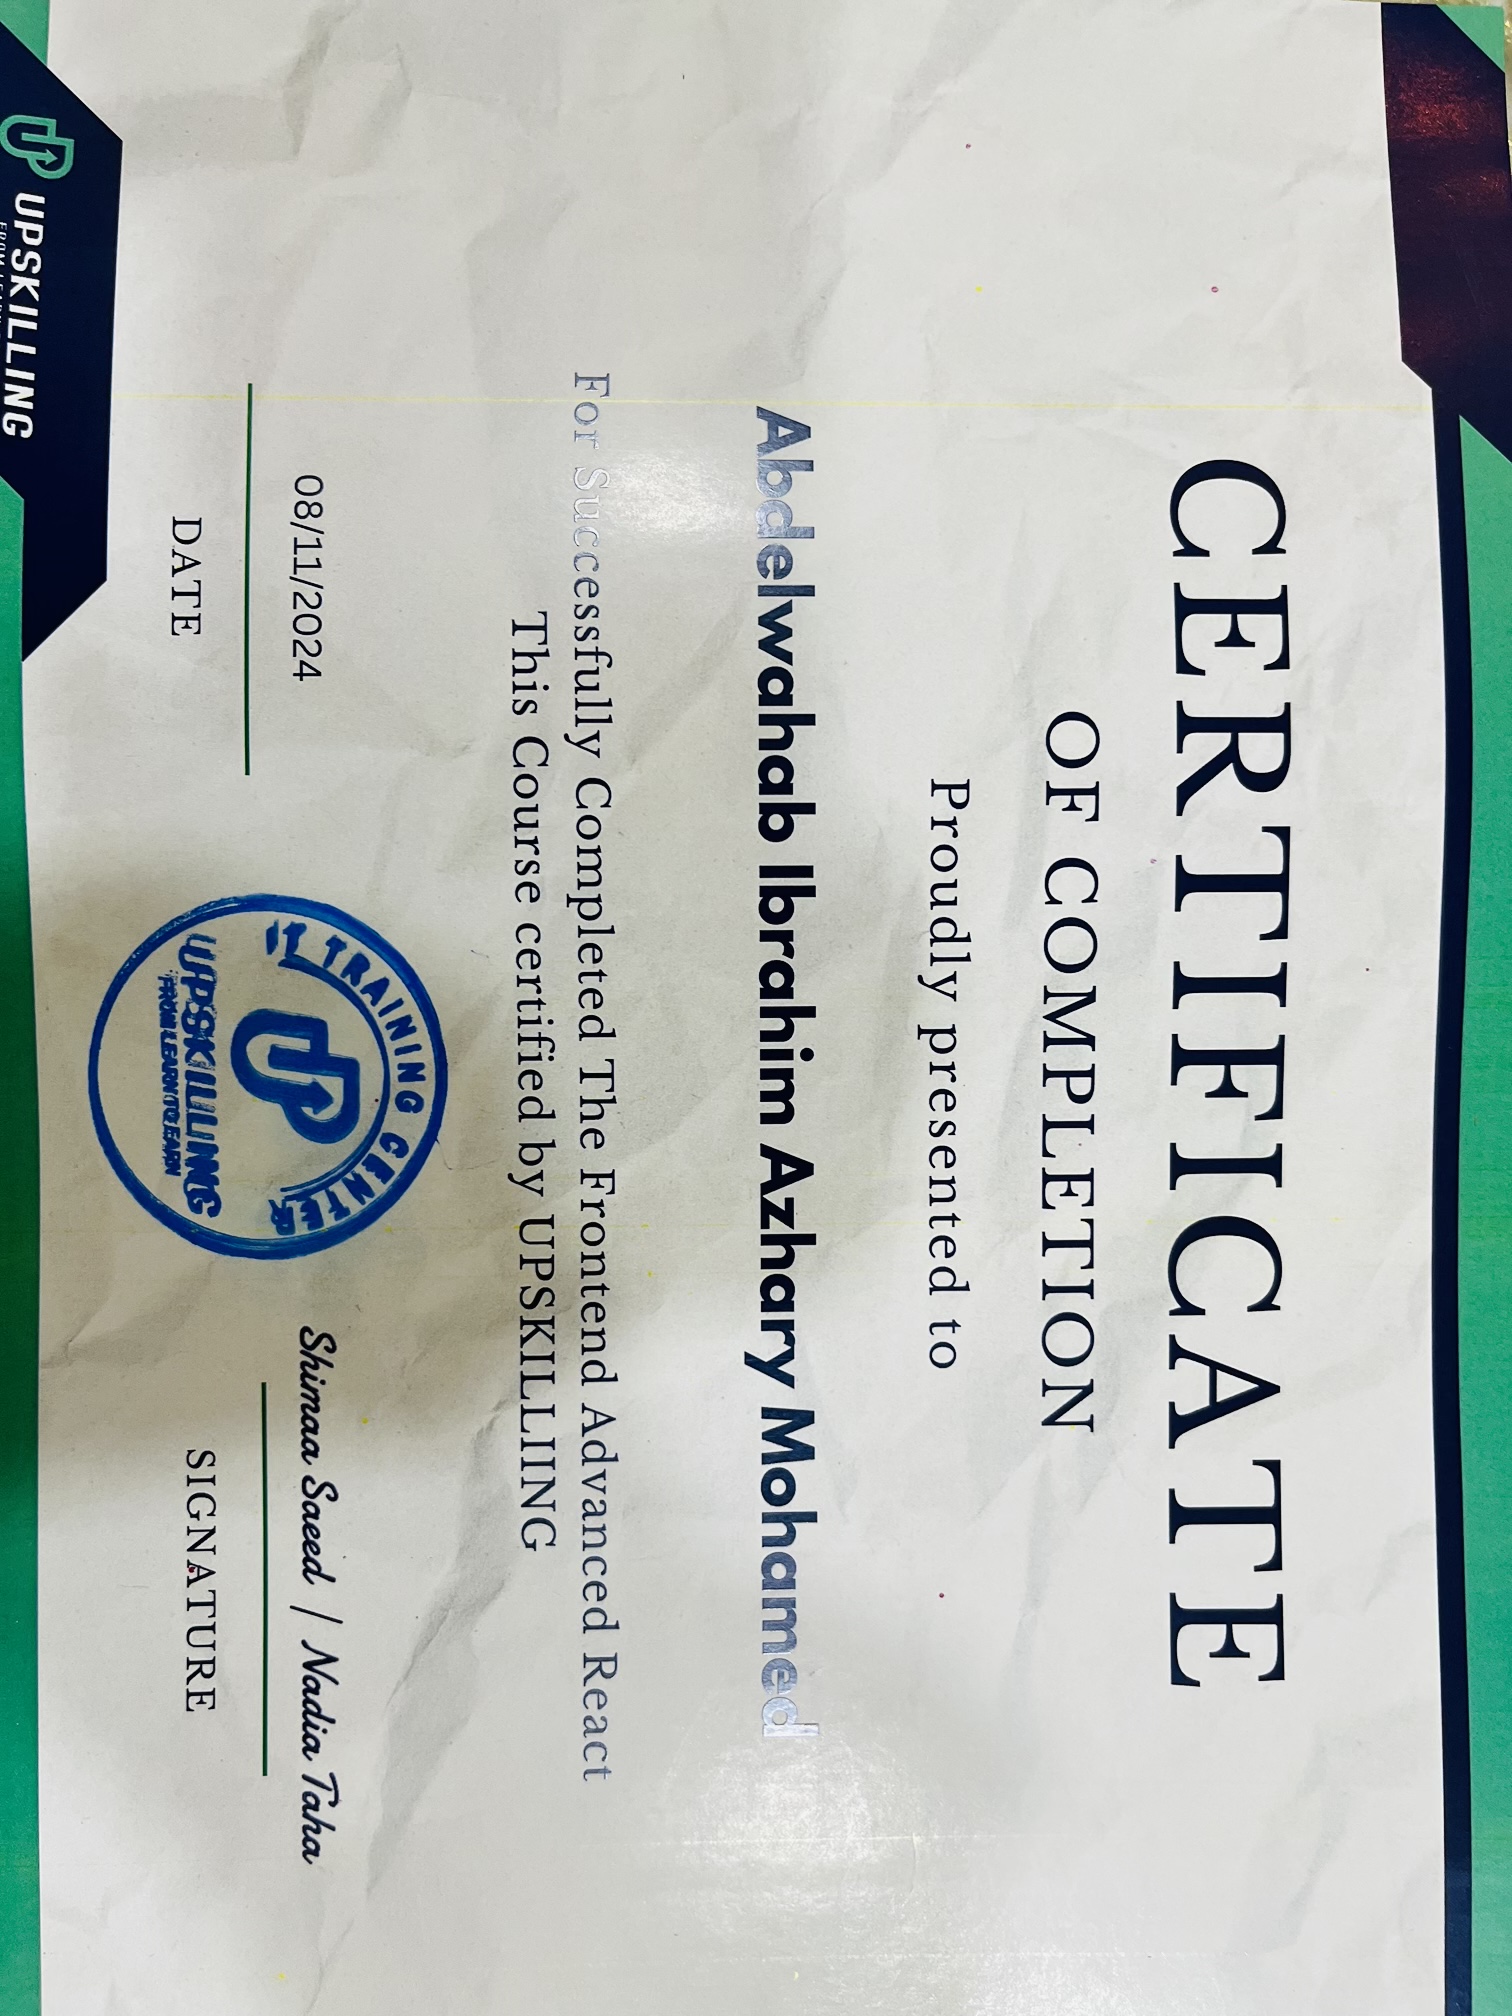 CERTIFICATE
OF COMPLETION
Proudly presented to
Abdelwahab Ibrahim Azhary Mohamed
For Successfully Completed The Frontend Advanced React
This Course certified by UPSKILLIING
08/11/2024
DATE
IT TRAINING CENTER
UPSKILLING
FROM LEARN TO EARN
Shimaa Saeed / Nadia Taha
SIGNATURE
UPSKILLING